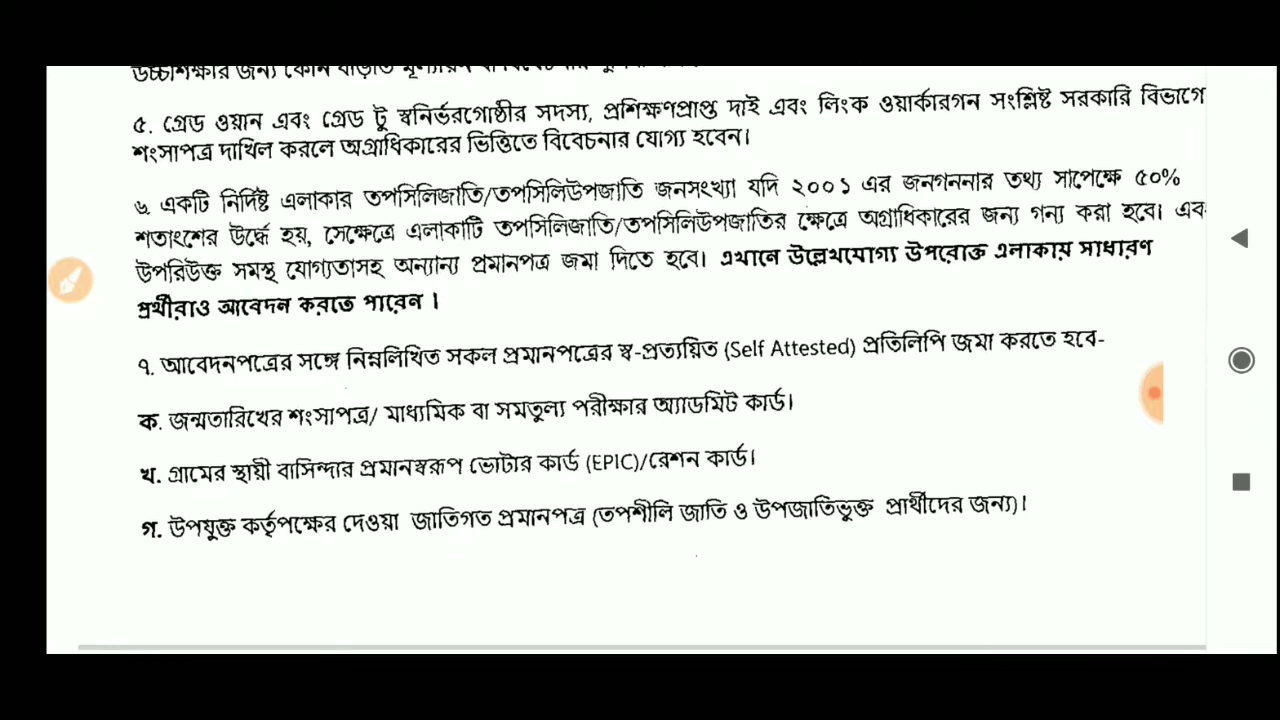 উচ্চশিক্ষার জন্য কোন বাড়তি মূল্যায়ন
৫. গ্রেড ওয়ান এবং গ্রেড টু স্বনির্ভরগোষ্ঠীর সদস্য, প্রশিক্ষণপ্রাপ্ত দাই এবং লিংক ওয়ার্কারগন সংশ্লিষ্ট সরকারি বিভাগে
শংসাপত্র দাখিল করলে অগ্রাধিকারের ভিত্তিতে বিবেচনার যোগ্য হবেন।
৬. একটি নির্দিষ্ট এলাকার তপসিলিজাতি/তপসিলিউপজাতি জনসংখ্যা যদি ২০০১ এর জনগননার তথ্য সাপেক্ষে ৫০%
শতাংশের উর্দ্ধে হয়, সেক্ষেত্রে এলাকাটি তপসিলিজাতি/তপসিলিউপজাতির ক্ষেত্রে অগ্রাধিকারের জন্য গন্য করা হবে। এব
উপরিউক্ত সমস্থ যোগ্যতাসহ অন্যান্য প্রমানপত্র জমা দিতে হবে। এখানে উল্লেখযোগ্য উপরোক্ত এলাকায় সাধারণ
প্রর্থীরাও আবেদন করতে পারেন ।
৭. আবেদনপত্রের সঙ্গে নিম্নলিখিত সকল প্রমানপত্রের স্ব-প্রত্যয়িত (Self Attested) প্রতিলিপি জমা করতে হবে-
ক. জন্মতারিখের শংসাপত্র/ মাধ্যমিক বা সমতুল্য পরীক্ষার অ্যাডমিট কার্ড।
খ. গ্রামের স্থায়ী বাসিন্দার প্রমানস্বরূপ ভোটার কার্ড (EPIC)/রেশন কার্ড।
গ. উপযুক্ত কর্তৃপক্ষের দেওয়া জাতিগত প্রমানপত্র (তপশীলি জাতি ও উপজাতিভুক্ত প্রার্থীদের জন্য)।